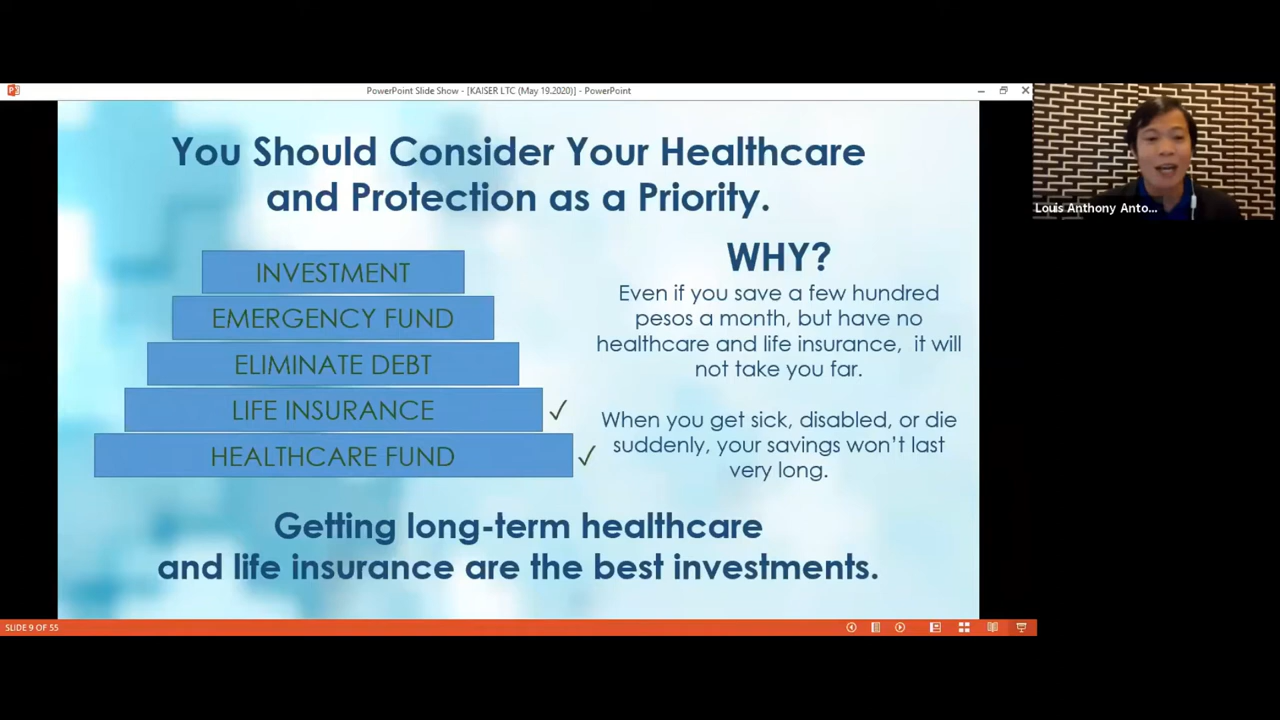 PowerPoint Slide Show - [KAISER LTC (May 19.2020)] - PowerPoint
You Should Consider Your Healthcare
and Protection as a Priority.
INVESTMENT
EMERGENCY FUND
ELIMINATE DEBT
LIFE INSURANCE ✓
HEALTHCARE FUND ✓
WHY?
Even if you save a few hundred
pesos a month, but have no
healthcare and life insurance, it will
not take you far.
When you get sick, disabled, or die
suddenly, your savings won't last
very long.
Getting long-term healthcare
and life insurance are the best investments.
SLIDE 9 OF 55
Louis Anthony Anto...